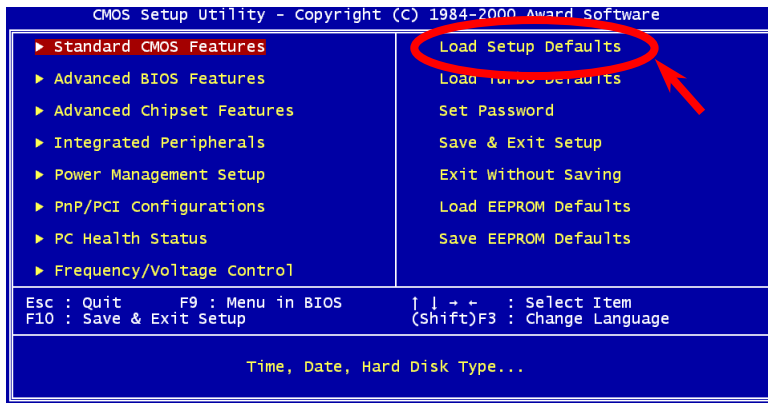 CMOS Setup Utility - Copyright (C) 1984-2000 Award Software
▶ Standard CMOS Features
▶ Advanced BIOS Features
▶ Advanced Chipset Features
▶ Integrated Peripherals
▶ Power Management Setup
▶ PnP/PCI Configurations
▶ PC Health Status
▶ Frequency/Voltage Control
Load Setup Defaults
Load Turbo Defaults
Set Password
Save & Exit Setup
Exit Without Saving
Load EEPROM Defaults
Save EEPROM Defaults
Esc : Quit F9 : Menu in BIOS ↑ ↓ → ← : Select Item
F10 : Save & Exit Setup (Shift)F3 : Change Language
Time, Date, Hard Disk Type...